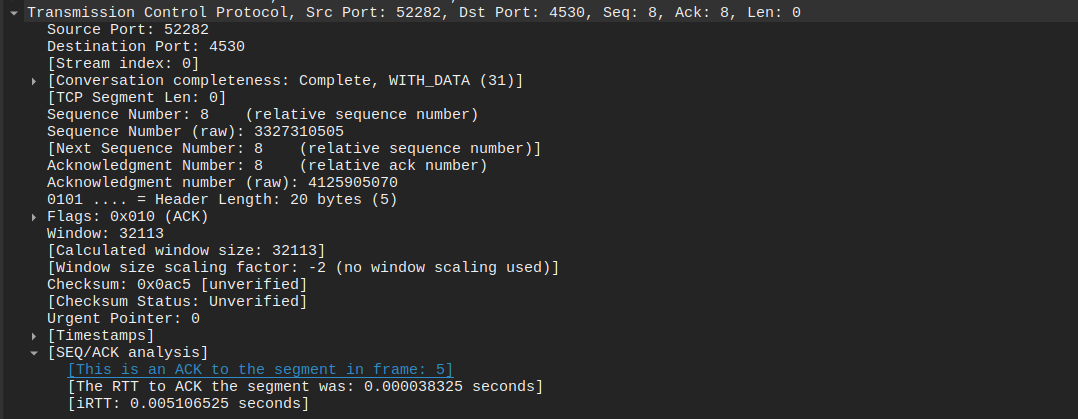 Transmission Control Protocol, Src Port: 52282, Dst Port: 4530, Seq: 8, Ack: 8, Len: 0
Source Port: 52282
Destination Port: 4530
[Stream index: 0]
[Conversation completeness: Complete, WITH_DATA (31)]
[TCP Segment Len: 0]
Sequence Number: 8    (relative sequence number)
Sequence Number (raw): 3327310505
[Next Sequence Number: 8    (relative sequence number)]
Acknowledgment Number: 8    (relative ack number)
Acknowledgment number (raw): 4125905070
0101 .... = Header Length: 20 bytes (5)
Flags: 0x010 (ACK)
Window: 32113
[Calculated window size: 32113]
[Window size scaling factor: -2 (no window scaling used)]
Checksum: 0x0ac5 [unverified]
[Checksum Status: Unverified]
Urgent Pointer: 0
[Timestamps]
[SEQ/ACK analysis]
[This is an ACK to the segment in frame: 5]
[The RTT to ACK the segment was: 0.000038325 seconds]
[iRTT: 0.005106525 seconds]